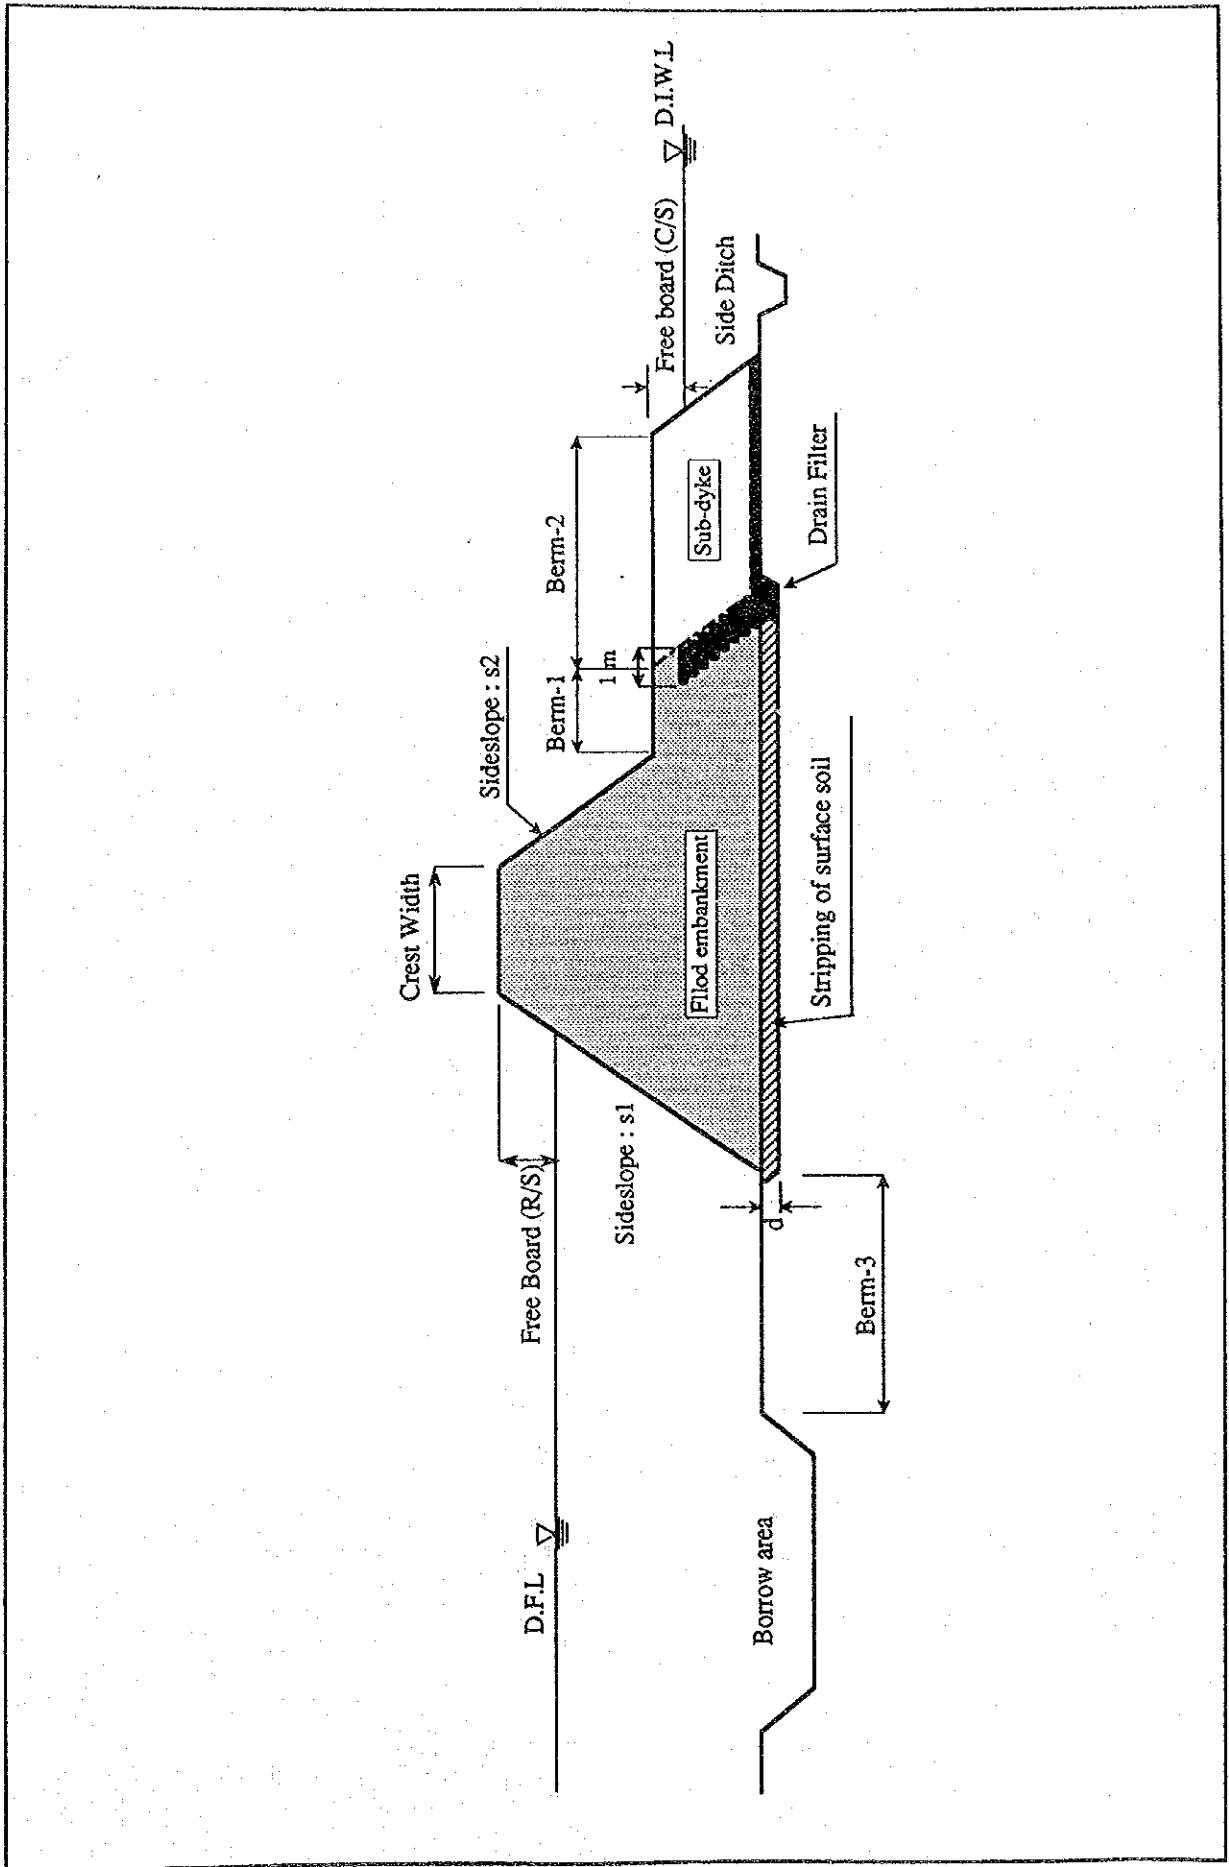 Crest Width
Sideslope : s2
Berm-1
Berm-2
1 m
Free board (C/S)
D.I.W.L
Free Board (R/S)
D.F.L
Sideslope : s1
FlIod embankment
Sub-dyke
Side Ditch
Borrow area
d
Berm-3
Stripping of surface soil
Drain Filter